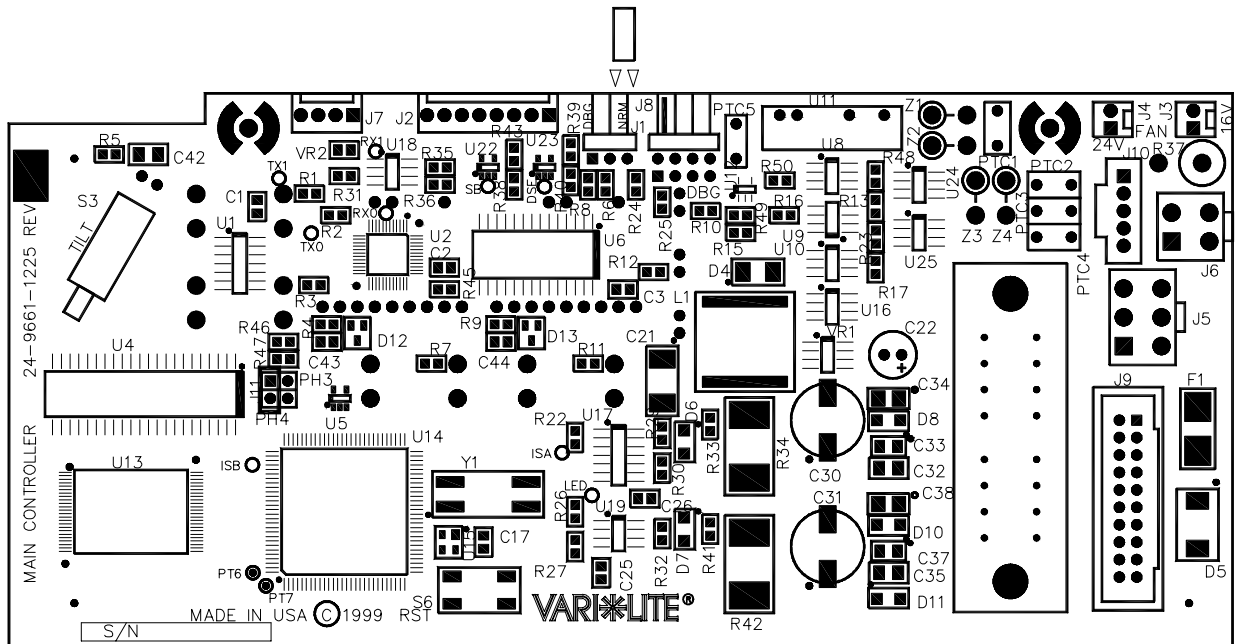 R5
C42
S3
TILT
24-9661-1225 REV
MAIN CONTROLLER
VR2
TX1
R1
R31
C1
U1
R2
TX0
RX0
R3
J7
RX1
U18
J2
R35
R36
U2
C2
R45
U22
SB
R43
R38
U23
DSF
R39
R8
R6
R24
R25
DBG
NRM
J8
J1
PTC5
U11
DBG
R10
R15
R49
R50
R16
U8
U9
U10
U16
R13
R48
R23
R17
U24
U25
Z1
Z2
Z3
Z4
PTC1
PTC2
PTC3
PTC4
24V
J4
FAN
J3
16V
R37
J10
J6
J5
U6
R12
C3
D4
L1
VR1
C22
R46
R47
R4
C43
D12
R9
C44
D13
R7
R11
C21
U4
J11
PH3
PH4
U5
U14
U13
ISB
Y1
R22
U17
ISA
LED
D6
R30
R33
R34
C30
C34
D8
C33
C32
C38
D10
C37
C35
D11
C31
J9
F1
D5
R26
R27
U19
C26
C25
R32
D7
R41
R42
C17
S6
RST
PT6
PT7
MADE IN USA © 1999
S/N
VARI*LITE®